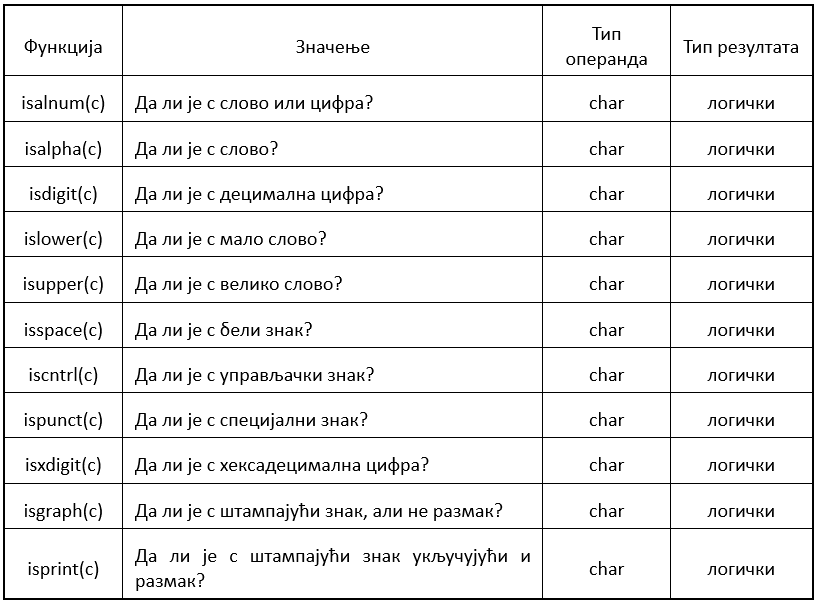 Функција Значење Тип операнда Тип резултата
isalnum(c) Да ли је с слово или цифра? char логички
isalpha(c) Да ли је с слово? char логички
isdigit(c) Да ли је с децимална цифра? char логички
islower(c) Да ли је с мало слово? char логички
isupper(c) Да ли је с велико слово? char логички
isspace(c) Да ли је с бели знак? char логички
iscntrl(c) Да ли је с управљачки знак? char логички
ispunct(c) Да ли је с специјални знак? char логички
isxdigit(c) Да ли је с хексадецимална цифра? char логички
isgraph(c) Да ли је с штампајући знак, али не размак? char логички
isprint(c) Да ли је с штампајући знак укључујући и размак? char логички